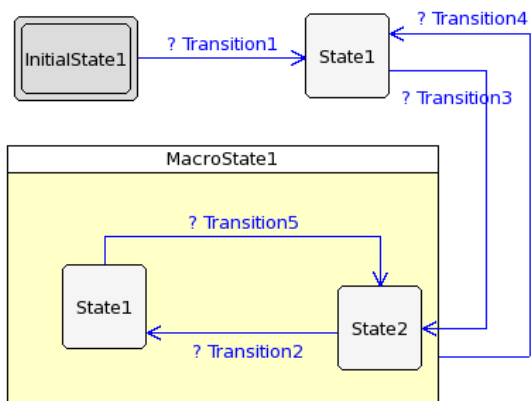 ? Transition4
? Transition1
InitialState1
State1
? Transition3
MacroState1
? Transition5
State1
State2
? Transition2